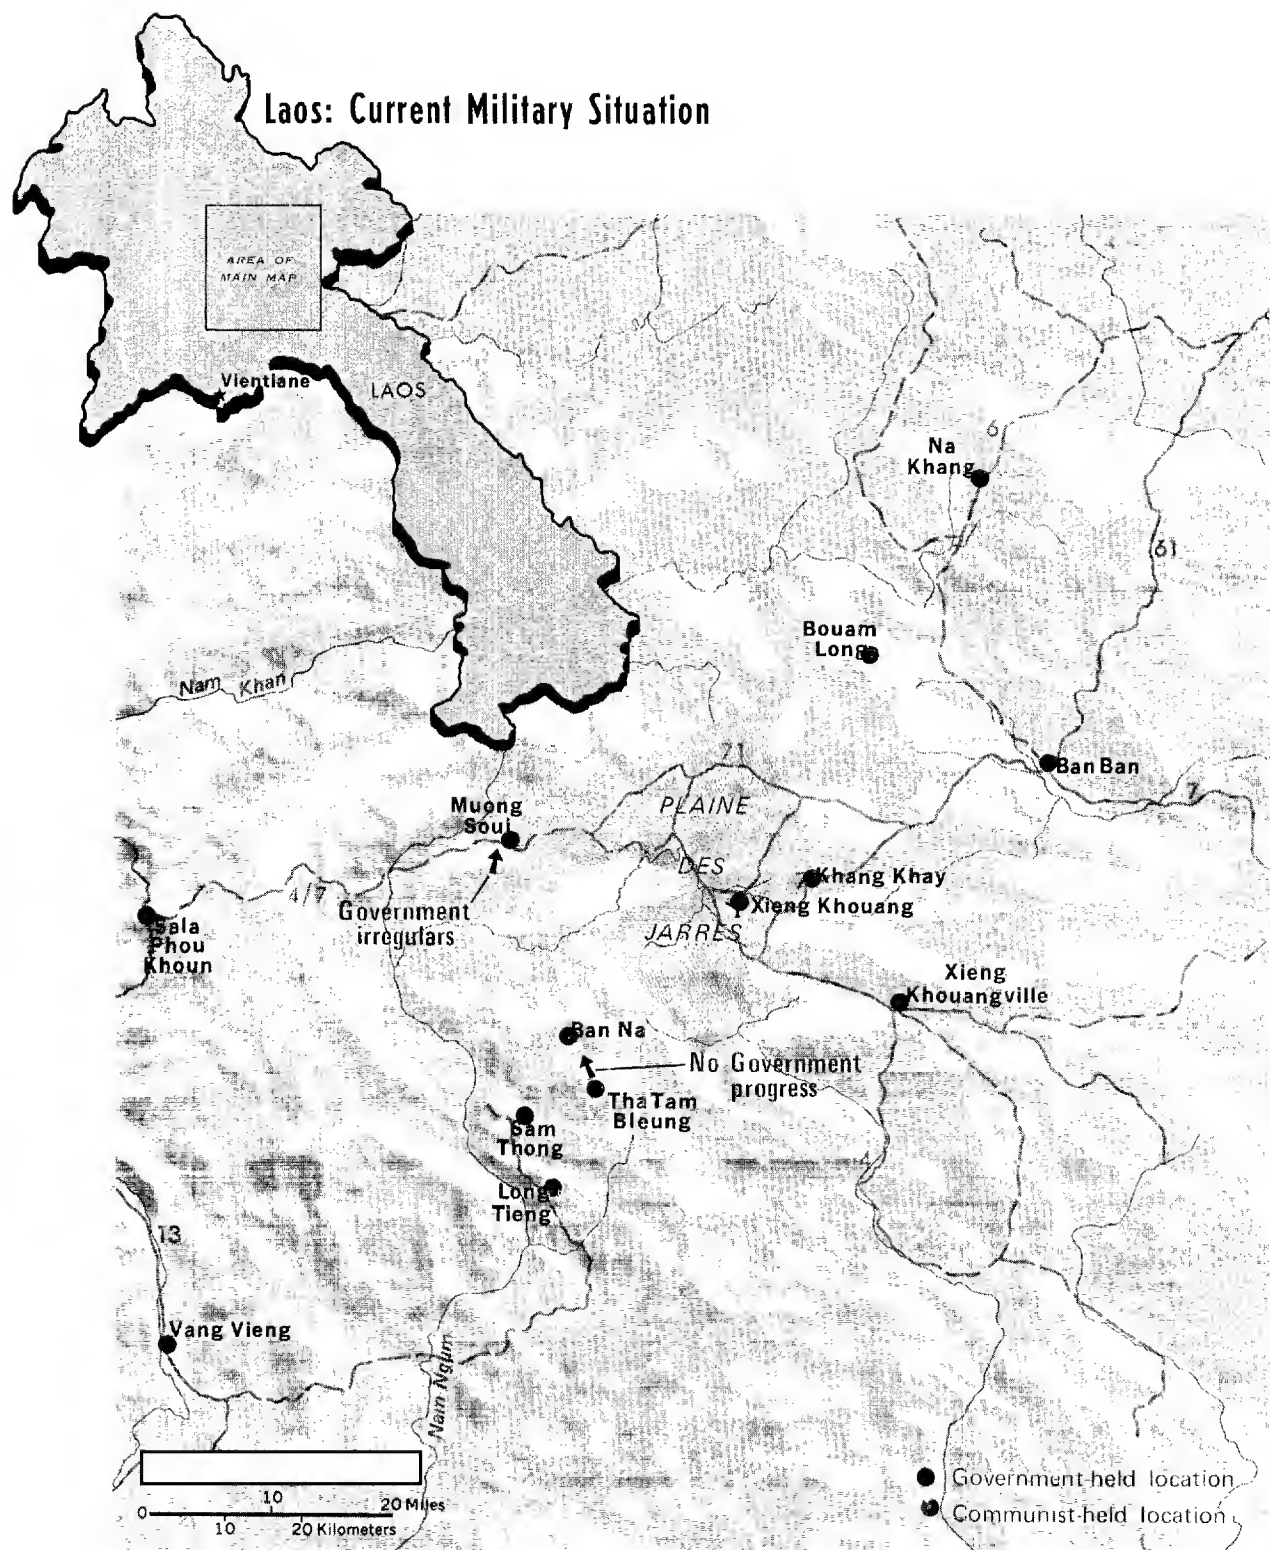 Laos: Current Military Situation
AREA OF
MAIN MAP
Vientiane
LAOS
6
Na
Khang
61
Bouam
Long
Nam Khan
71
Ban Ban
7
PLAINE
DES
JARRES
Muong
Soui
4/7
Government
irregulars
Khang Khay
Xieng Khouang
Sala
Phou
Khoun
Xieng
Khouangville
Ban Na
No Government
progress
Tha Tam
Bleung
Sam
Thong
4
Long
Tieng
13
Vang Vieng
Nam Ngum
Government-held location
Communist-held location
10 20 Miles
0
10 20 Kilometers